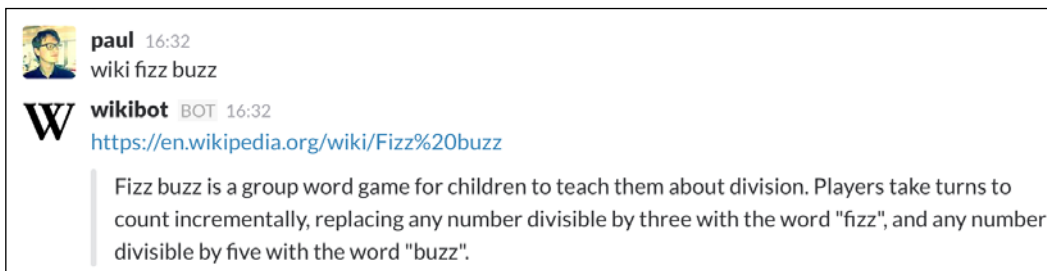 paul 16:32
wiki fizz buzz
W wikibot BOT 16:32
https://en.wikipedia.org/wiki/Fizz%20buzz
Fizz buzz is a group word game for children to teach them about division. Players take turns to
count incrementally, replacing any number divisible by three with the word "fizz", and any number
divisible by five with the word "buzz".